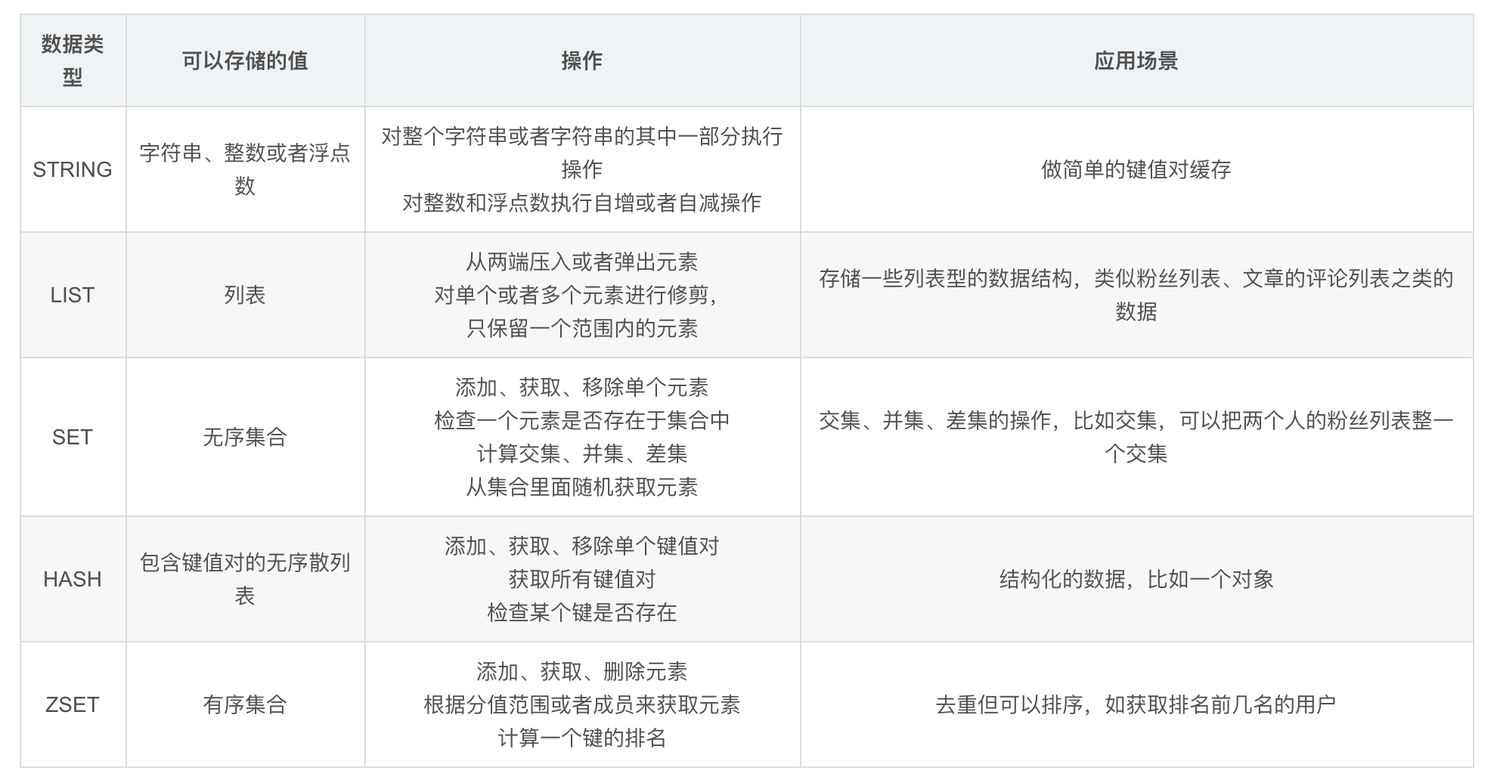 数据类
型
可以存储的值
操作
应用场景
STRING
字符串、整数或者浮点
数
对整个字符串或者字符串的其中一部分执行
操作
对整数和浮点数执行自增或者自减操作
做简单的键值对缓存
LIST
列表
从两端压入或者弹出元素
对单个或者多个元素进行修剪，
只保留一个范围内的元素
存储一些列表型的数据结构，类似粉丝列表、文章的评论列表之类的
数据
SET
无序集合
添加、获取、移除单个元素
检查一个元素是否存在于集合中
计算交集、并集、差集
从集合里面随机获取元素
交集、并集、差集的操作，比如交集，可以把两个人的粉丝列表整一
个交集
HASH
包含键值对的无序散列
表
添加、获取、移除单个键值对
获取所有键值对
检查某个键是否存在
结构化的数据，比如一个对象
ZSET
有序集合
添加、获取、删除元素
根据分值范围或者成员来获取元素
计算一个键的排名
去重但可以排序，如获取排名前几名的用户